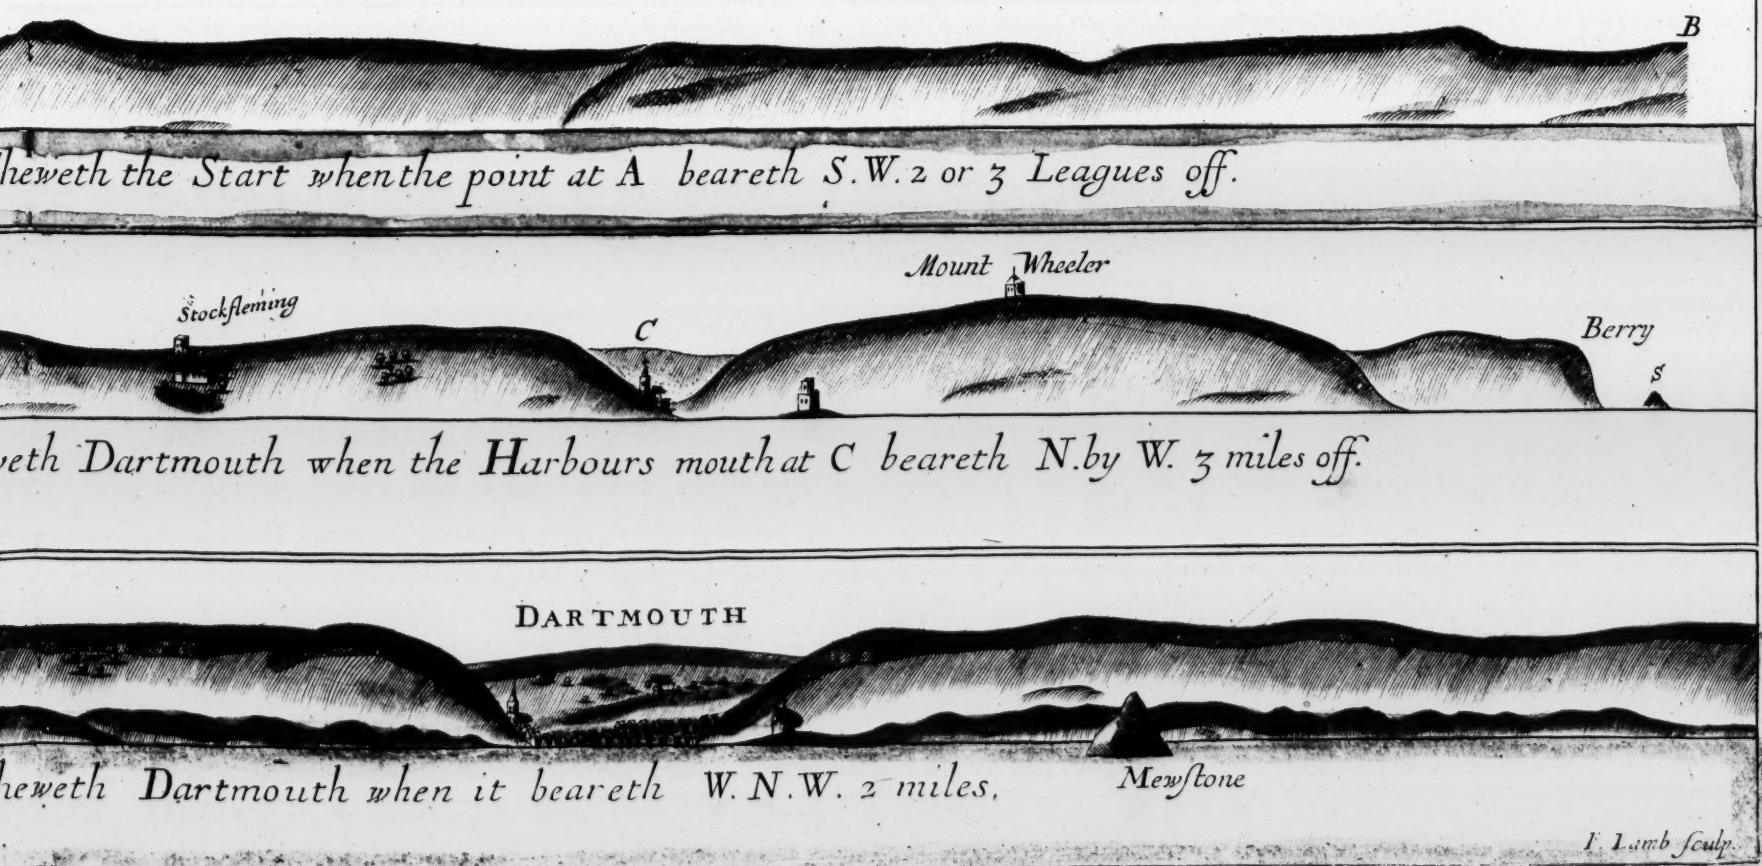 B
heweth the Start when the point at A beareth S.W. 2 or 3 Leagues off.
Mount Wheeler
Stockfleming
C
Berry
S
eth Dartmouth when the Harbours mouth at C beareth N. by W. 3 miles off.
DARTMOUTH
heweth Dartmouth when it beareth W. N. W. 2 miles.
Mewſtone
F. Lamb ſculp.